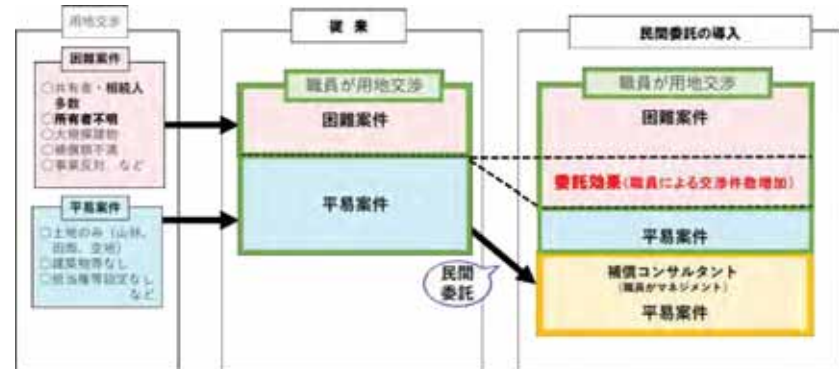 用地交渉
困難案件
○共有者・相続人
多数
○所有者不明
○大規模建物
○補償額不満
○事業反対 など
平易案件
○土地のみ（山林、
田畑、空地）
○建築物等なし
○抵当権等設定なし
など
従 来
職員が用地交渉
困難案件
平易案件
民間
委託
民間委託の導入
職員が用地交渉
困難案件
委託効果（職員による交渉件数増加）
平易案件
補償コンサルタント
（職員がマネジメント）
平易案件